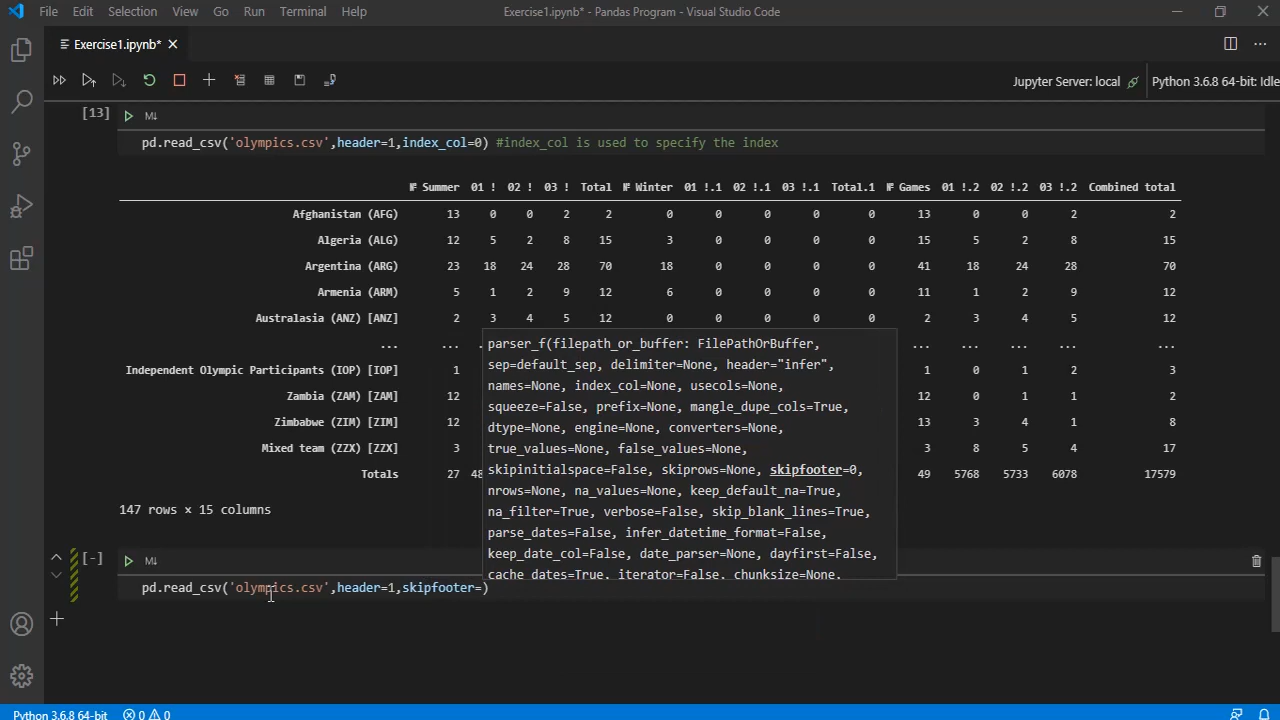 File Edit Selection View Go Run Terminal Help Exercise1.ipynb* - Pandas Program - Visual Studio Code
Exercise1.ipynb*
Jupyter Server: local Python 3.6.8 64-bit: Idle
[13] M↓
pd.read_csv('olympics.csv',header=1,index_col=0) #index_col is used to specify the index
№ Summer 01 ! 02 ! 03 ! Total № Winter 01 !.1 02 !.1 03 !.1 Total.1 № Games 01 !.2 02 !.2 03 !.2 Combined total
Afghanistan (AFG) 13 0 0 2 2 0 0 0 0 0 13 0 0 2 2
Algeria (ALG) 12 5 2 8 15 3 0 0 0 0 15 5 2 8 15
Argentina (ARG) 23 18 24 28 70 18 0 0 0 0 41 18 24 28 70
Armenia (ARM) 5 1 2 9 12 6 0 0 0 0 11 1 2 9 12
Australasia (ANZ) [ANZ] 2 3 4 5 12 0 0 0 0 0 2 3 4 5 12
... ... ... ... ... ...
Independent Olympic Participants (IOP) [IOP] 1 1 0 1 2 3
Zambia (ZAM) [ZAM] 12 12 0 1 1 2
Zimbabwe (ZIM) [ZIM] 12 13 3 4 1 8
Mixed team (ZZX) [ZZX] 3 3 8 5 4 17
Totals 27 48 49 5768 5733 6078 17579
147 rows × 15 columns
parser_f(filepath_or_buffer: FilePathOrBuffer,
sep=default_sep, delimiter=None, header="infer",
names=None, index_col=None, usecols=None,
squeeze=False, prefix=None, mangle_dupe_cols=True,
dtype=None, engine=None, converters=None,
true_values=None, false_values=None,
skipinitialspace=False, skiprows=None, skipfooter=0,
nrows=None, na_values=None, keep_default_na=True,
na_filter=True, verbose=False, skip_blank_lines=True,
parse_dates=False, infer_datetime_format=False,
keep_date_col=False, date_parser=None, dayfirst=False,
cache_dates=True, iterator=False, chunksize=None,
[-] M↓
pd.read_csv('olympics.csv',header=1,skipfooter=)
Python 3.6.8 64-bit 0 0